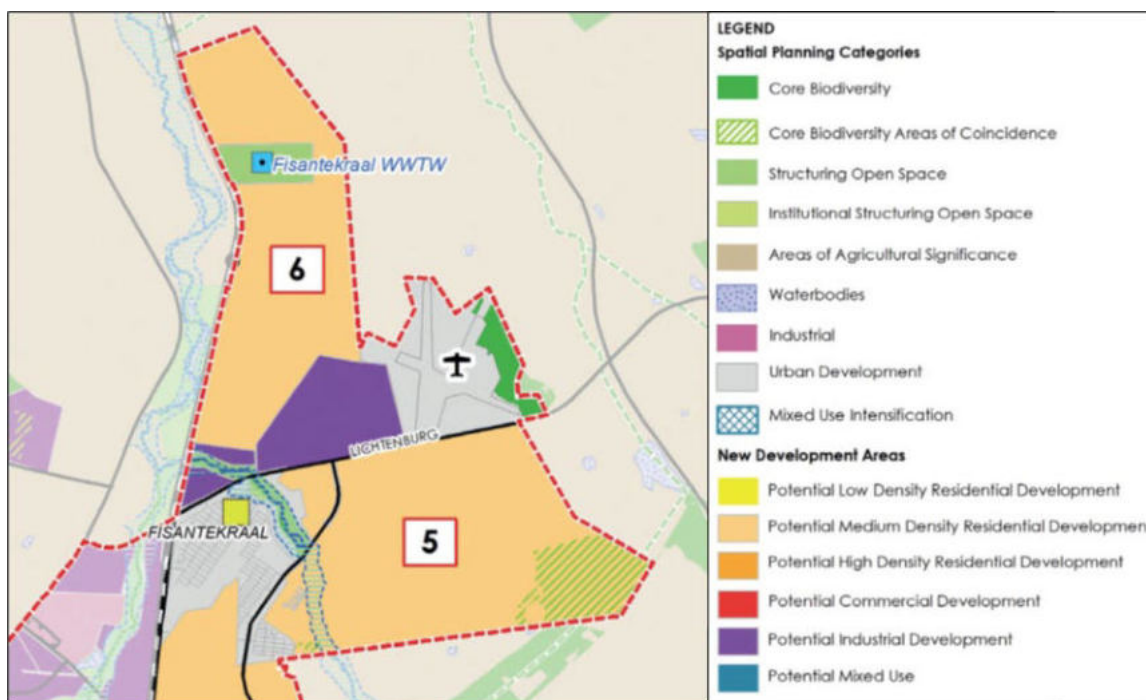 Fisantekraal WWTW
6
LICHTENBURG
FISANTEKRAAL
5
LEGEND
Spatial Planning Categories
Core Biodiversity
Core Biodiversity Areas of Coincidence
Structuring Open Space
Institutional Structuring Open Space
Areas of Agricultural Significance
Waterbodies
Industrial
Urban Development
Mixed Use Intensification
New Development Areas
Potential Low Density Residential Development
Potential Medium Density Residential Developmen
Potential High Density Residential Development
Potential Commercial Development
Potential Industrial Development
Potential Mixed Use